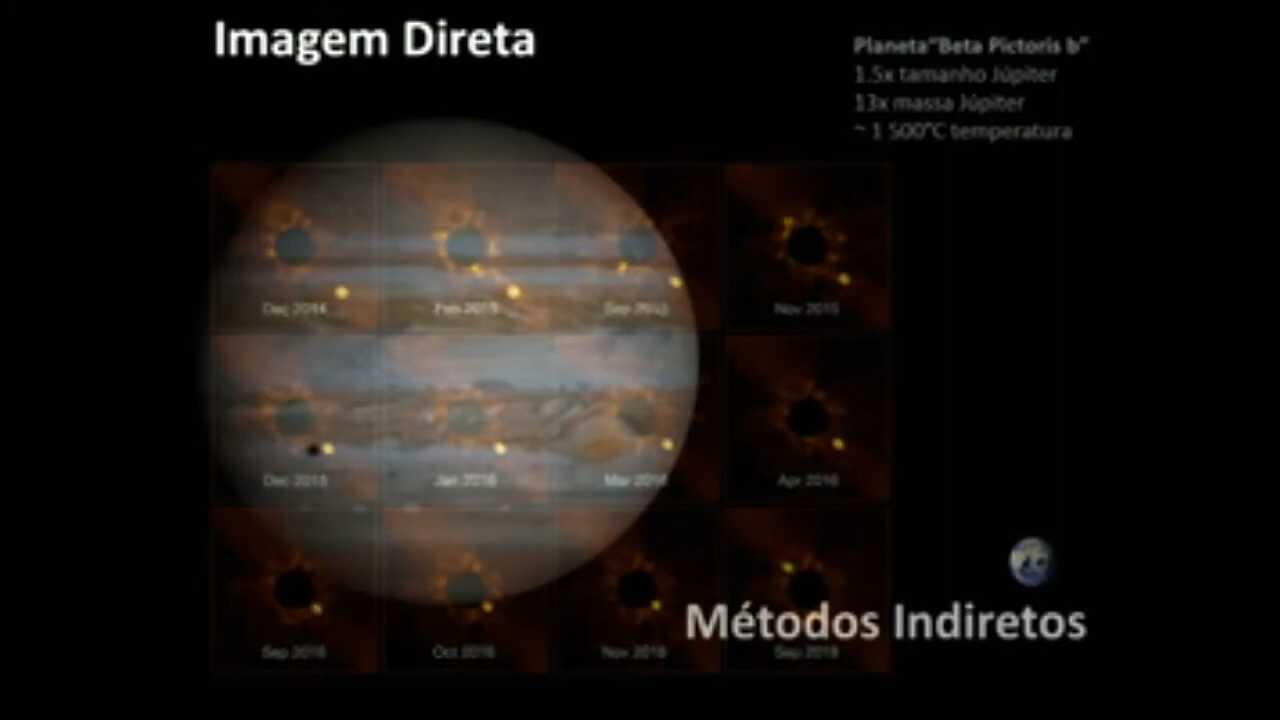 Imagem Direta
Planeta"Beta Pictoris b"
1.5x tamanho Júpiter
13x massa Júpiter
~ 1 500°C temperatura
Dec 2014
Feb 2015
Sep 2015
Nov 2015
Dec 2015
Jan 2016
Mar 2016
Apr 2016
Sep 2016
Oct 2016
Nov 2016
Sep 2018
Métodos Indiretos